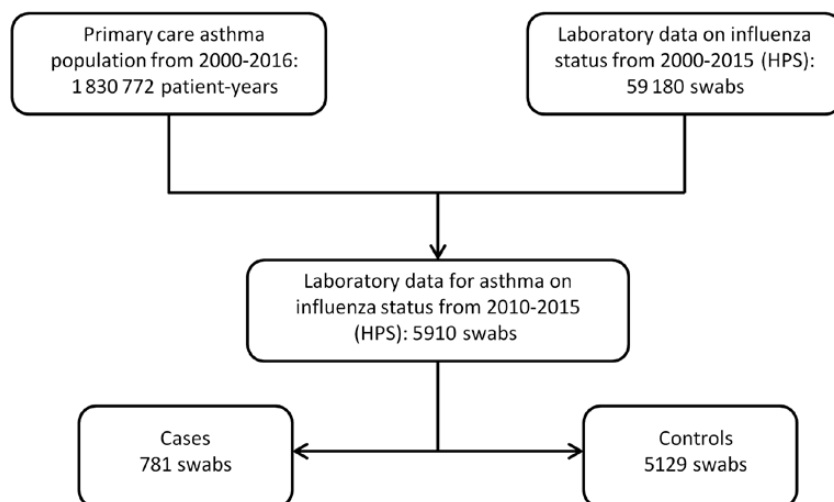 Primary care asthma
population from 2000-2016:
1 830 772 patient-years
Laboratory data on influenza
status from 2000-2015 (HPS):
59 180 swabs
Laboratory data for asthma on
influenza status from 2010-2015
(HPS): 5910 swabs
Cases
781 swabs
Controls
5129 swabs